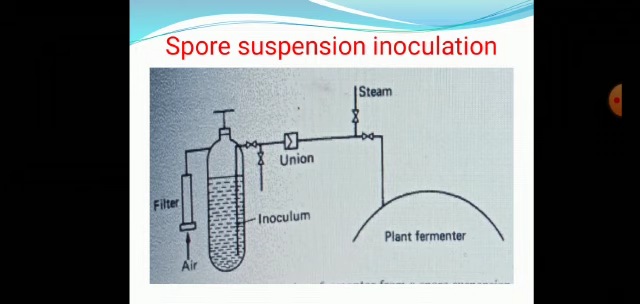 Spore suspension inoculation
Steam
Union
Filter
Inoculum
Plant fermenter
Air